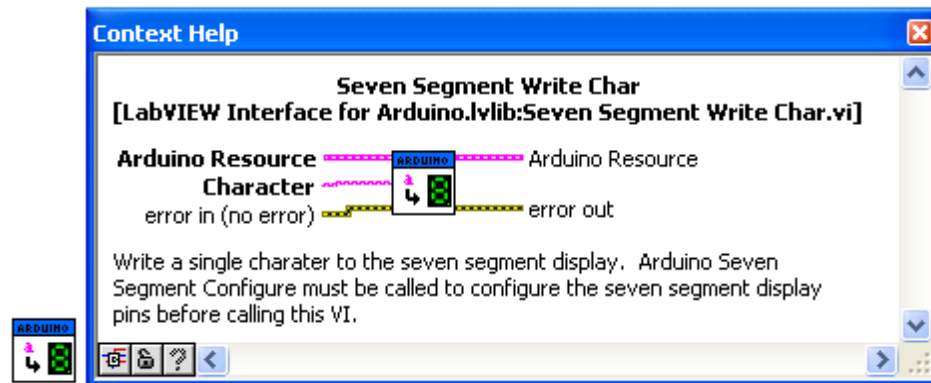 Context Help
Seven Segment Write Char
[LabVIEW Interface for Arduino.lvlib:Seven Segment Write Char.vi]
Arduino Resource ARDUINO Arduino Resource
Character a 8
error in (no error) error out
Write a single charater to the seven segment display. Arduino Seven
Segment Configure must be called to configure the seven segment display
pins before calling this VI.
ARDUINO
a 8
?